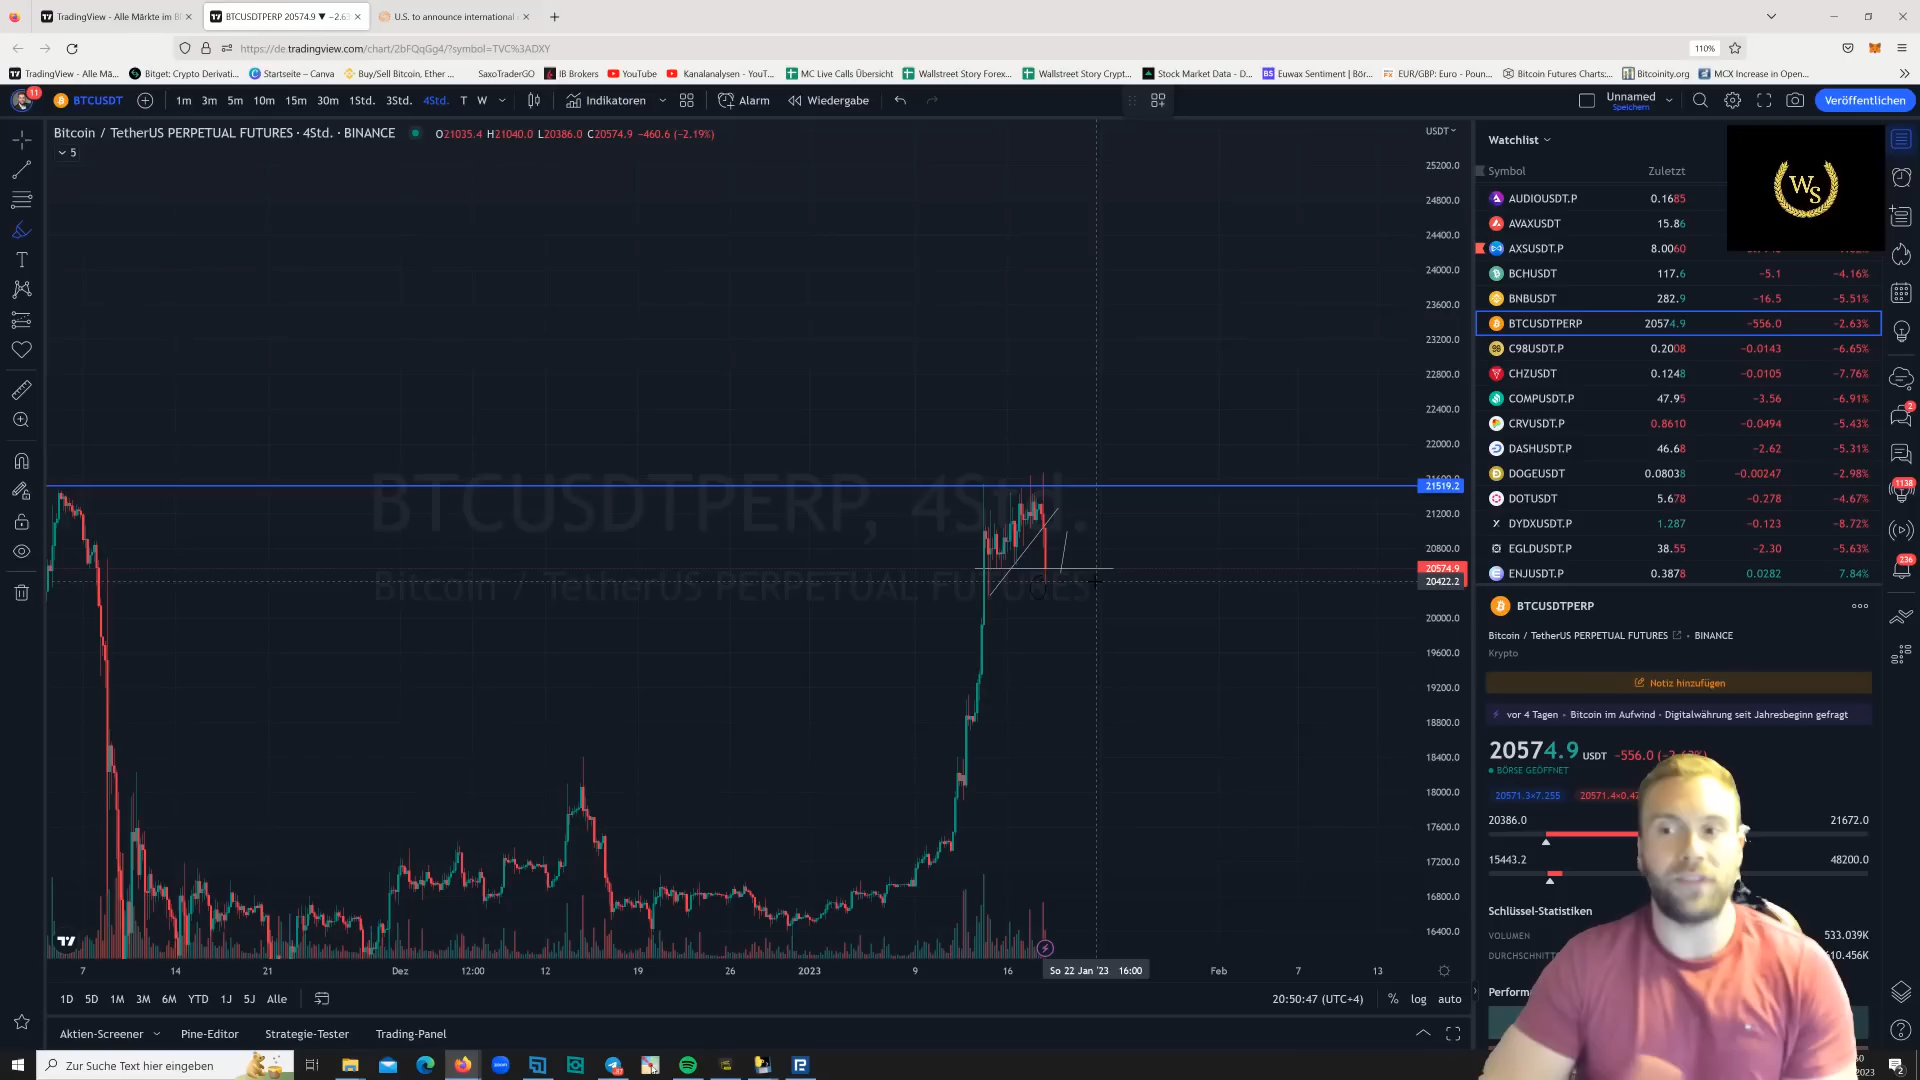 TradingView - Alle Märkte im Bl
BTCUSDTPERP 20574.9 ▼ −2.63
U.S. to announce international
https://de.tradingview.com/chart/2bFQqGg4/?symbol=TVC%3ADXY
110%
TradingView - Alle Mä...
Bitget: Crypto Derivati...
Startseite – Canva
Buy/Sell Bitcoin, Ether ...
SaxoTraderGO
IB Brokers
YouTube
Kanalanalysen - YouT...
MC Live Calls Übersicht
Wallstreet Story Forex...
Wallstreet Story Crypt...
Stock Market Data - D...
Euwax Sentiment | Bör...
EUR/GBP: Euro - Poun...
Bitcoin Futures Charts:...
Bitcoinity.org
MCX Increase in Open...
11
BTCUSDT
1m 3m 5m 10m 15m 30m 1Std. 3Std. 4Std. T W
Indikatoren
Alarm
Wiedergabe
Unnamed
Speichern
Veröffentlichen
Bitcoin / TetherUS PERPETUAL FUTURES · 4Std. · BINANCE
O21035.4 H21040.0 L20386.0 C20574.9 −460.6 (−2.19%)
5
USDT
25200.0
24800.0
24400.0
24000.0
23600.0
23200.0
22800.0
22400.0
22000.0
21519.2
21200.0
20800.0
20574.9
20422.2
20000.0
19600.0
19200.0
18800.0
18400.0
18000.0
17600.0
17200.0
16800.0
16400.0
BTCUSDTPERP, 4Std.
Bitcoin / TetherUS PERPETUAL FUTURES
7 14 21 Dez 12:00 12 19 26 2023 9 16 So 22 Jan '23 16:00 Feb 7 13
1D 5D 1M 3M 6M YTD 1J 5J Alle
20:50:47 (UTC+4) % log auto
Aktien-Screener
Pine-Editor
Strategie-Tester
Trading-Panel
Zur Suche Text hier eingeben
Watchlist
Symbol Zuletzt
WS
AUDIOUSDT.P 0.1685
AVAXUSDT 15.86
AXSUSDT.P 8.0060
BCHUSDT 117.6 −5.1 −4.16%
BNBUSDT 282.9 −16.5 −5.51%
BTCUSDTPERP 20574.9 −556.0 −2.63%
C98USDT.P 0.2008 −0.0143 −6.65%
CHZUSDT 0.1248 −0.0105 −7.76%
COMPUSDT.P 47.95 −3.56 −6.91%
CRVUSDT.P 0.8610 −0.0494 −5.43%
DASHUSDT.P 46.68 −2.62 −5.31%
DOGEUSDT 0.08038 −0.00247 −2.98%
DOTUSDT 5.678 −0.278 −4.67%
DYDXUSDT.P 1.287 −0.123 −8.72%
EGLDUSDT.P 38.55 −2.30 −5.63%
ENJUSDT.P 0.3878 0.0282 7.84%
BTCUSDTPERP
Bitcoin / TetherUS PERPETUAL FUTURES • BINANCE
Krypto
Notiz hinzufügen
vor 4 Tagen • Bitcoin im Aufwind - Digitalwährung seit Jahresbeginn gefragt
20574.9 USDT −556.0
BÖRSE GEÖFFNET
20571.3×7.255
20386.0 21672.0
15443.2 48200.0
Schlüssel-Statistiken
VOLUMEN 533.039K
2
1138
236
2